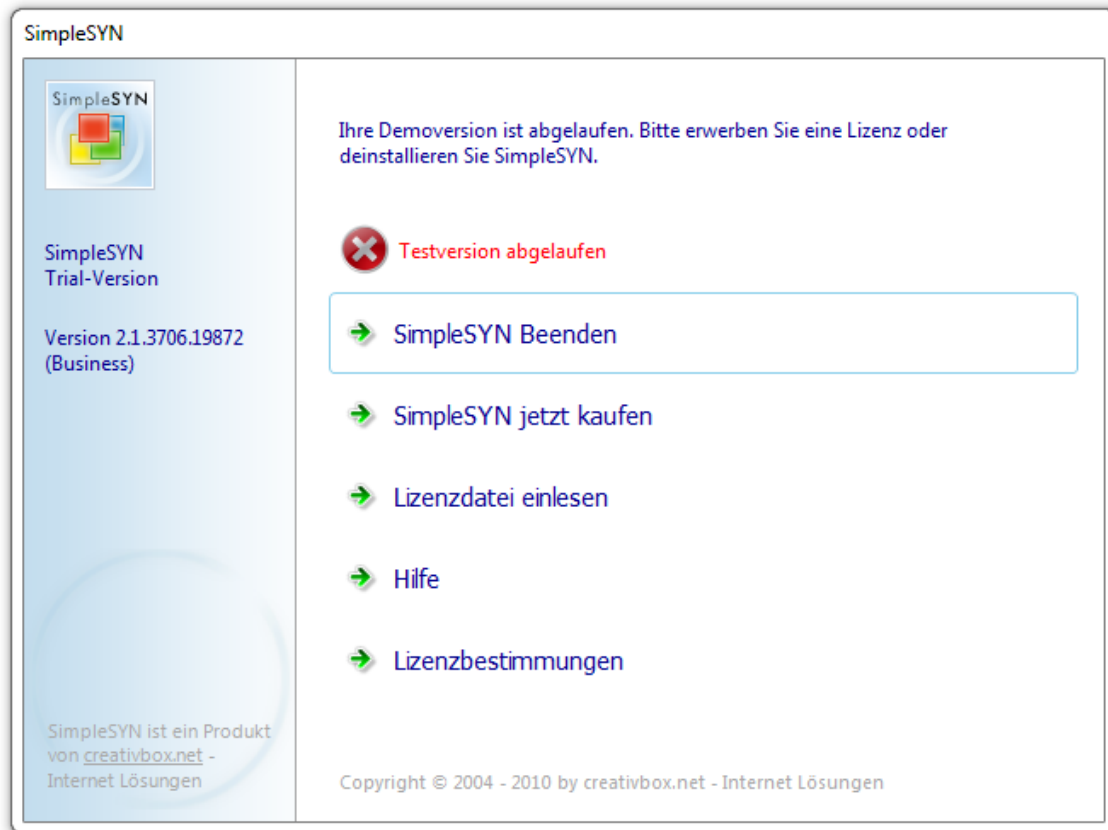 SimpleSYN
SimpleSYN
SimpleSYN
Trial-Version
Version 2.1.3706.19872
(Business)
SimpleSYN ist ein Produkt
von creativbox.net -
Internet Lösungen
Ihre Demoversion ist abgelaufen. Bitte erwerben Sie eine Lizenz oder
deinstallieren Sie SimpleSYN.
Testversion abgelaufen
SimpleSYN Beenden
SimpleSYN jetzt kaufen
Lizenzdatei einlesen
Hilfe
Lizenzbestimmungen
Copyright © 2004 - 2010 by creativbox.net - Internet Lösungen